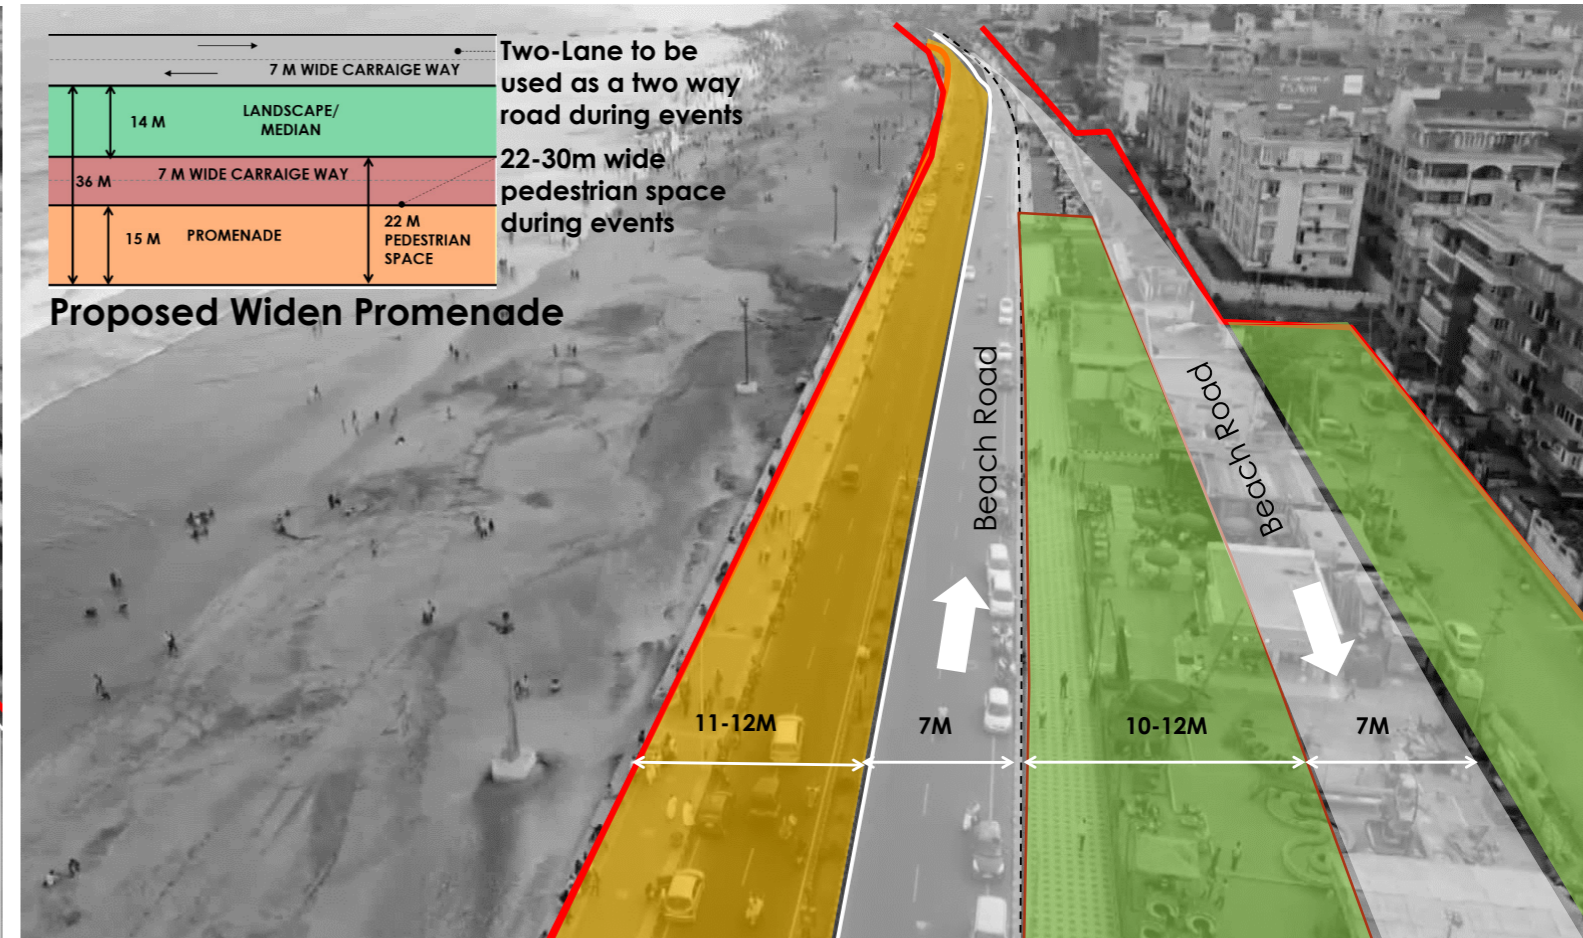 7 M WIDE CARRAIGE WAY
LANDSCAPE/
MEDIAN
14 M
36 M
7 M WIDE CARRAIGE WAY
15 M
PROMENADE
22 M
PEDESTRIAN
SPACE
Two-Lane to be
used as a two way
road during events
22-30m wide
pedestrian space
during events
Proposed Widen Promenade
Beach Road
Beach Road
11-12M
7M
10-12M
7M